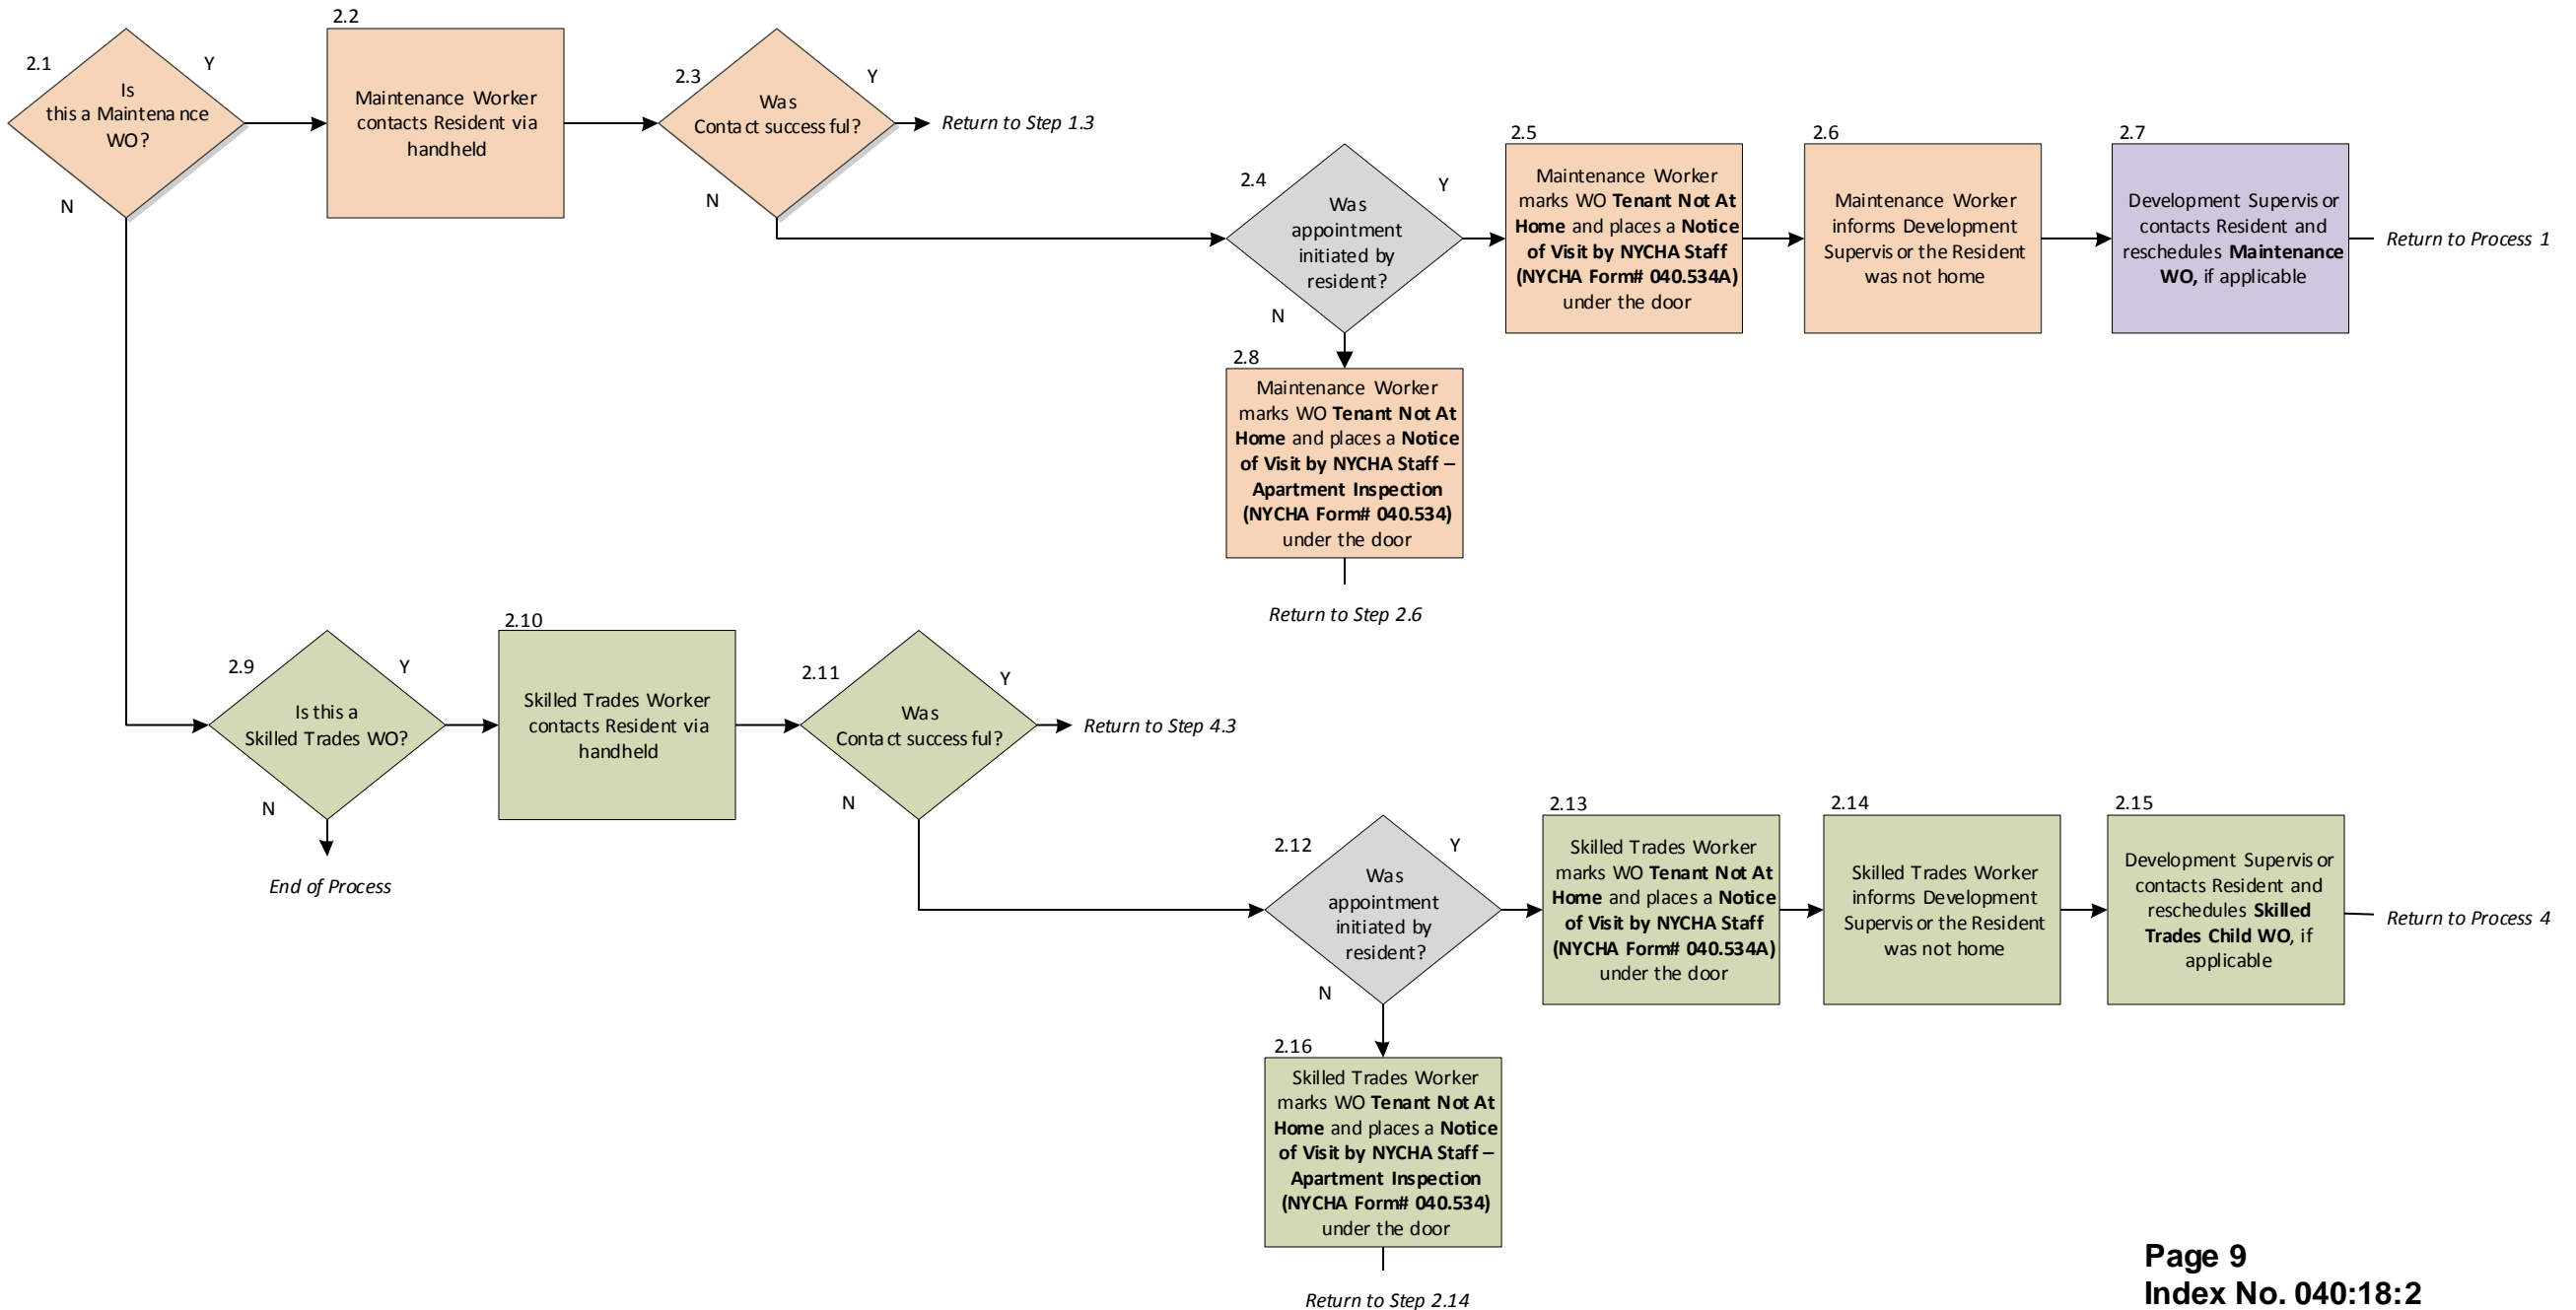 2.1
Is
this a Maintenance
WO?
Y
N
2.2
Maintenance Worker
contacts Resident via
handheld
2.3
Was
Contact successful?
Y
N
Return to Step 1.3
2.4
Was
appointment
initiated by
resident?
Y
N
2.5
Maintenance Worker
marks WO Tenant Not At
Home and places a Notice
of Visit by NYCHA Staff
(NYCHA Form# 040.534A)
under the door
2.6
Maintenance Worker
informs Development
Supervisor the Resident
was not home
2.7
Development Supervisor
contacts Resident and
reschedules Maintenance
WO, if applicable
Return to Process 1
2.8
Maintenance Worker
marks WO Tenant Not At
Home and places a Notice
of Visit by NYCHA Staff –
Apartment Inspection
(NYCHA Form# 040.534)
under the door
Return to Step 2.6
2.9
Is this a
Skilled Trades WO?
Y
N
End of Process
2.10
Skilled Trades Worker
contacts Resident via
handheld
2.11
Was
Contact successful?
Y
N
Return to Step 4.3
2.12
Was
appointment
initiated by
resident?
Y
N
2.13
Skilled Trades Worker
marks WO Tenant Not At
Home and places a Notice
of Visit by NYCHA Staff
(NYCHA Form# 040.534A)
under the door
2.14
Skilled Trades Worker
informs Development
Supervisor the Resident
was not home
2.15
Development Supervisor
contacts Resident and
reschedules Skilled
Trades Child WO, if
applicable
Return to Process 4
2.16
Skilled Trades Worker
marks WO Tenant Not At
Home and places a Notice
of Visit by NYCHA Staff –
Apartment Inspection
(NYCHA Form# 040.534)
under the door
Return to Step 2.14
Page 9
Index No. 040:18:2